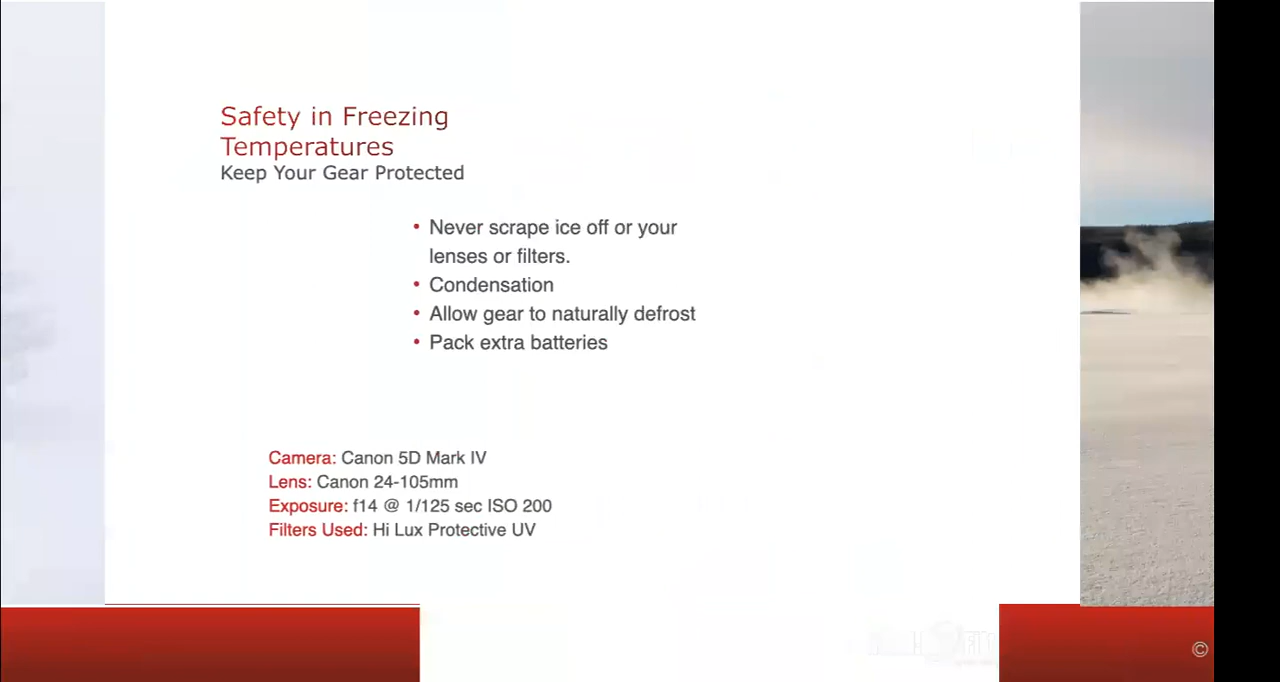 Safety in Freezing
Temperatures
Keep Your Gear Protected
• Never scrape ice off or your
lenses or filters.
• Condensation
• Allow gear to naturally defrost
• Pack extra batteries
Camera: Canon 5D Mark IV
Lens: Canon 24-105mm
Exposure: f14 @ 1/125 sec ISO 200
Filters Used: Hi Lux Protective UV
©